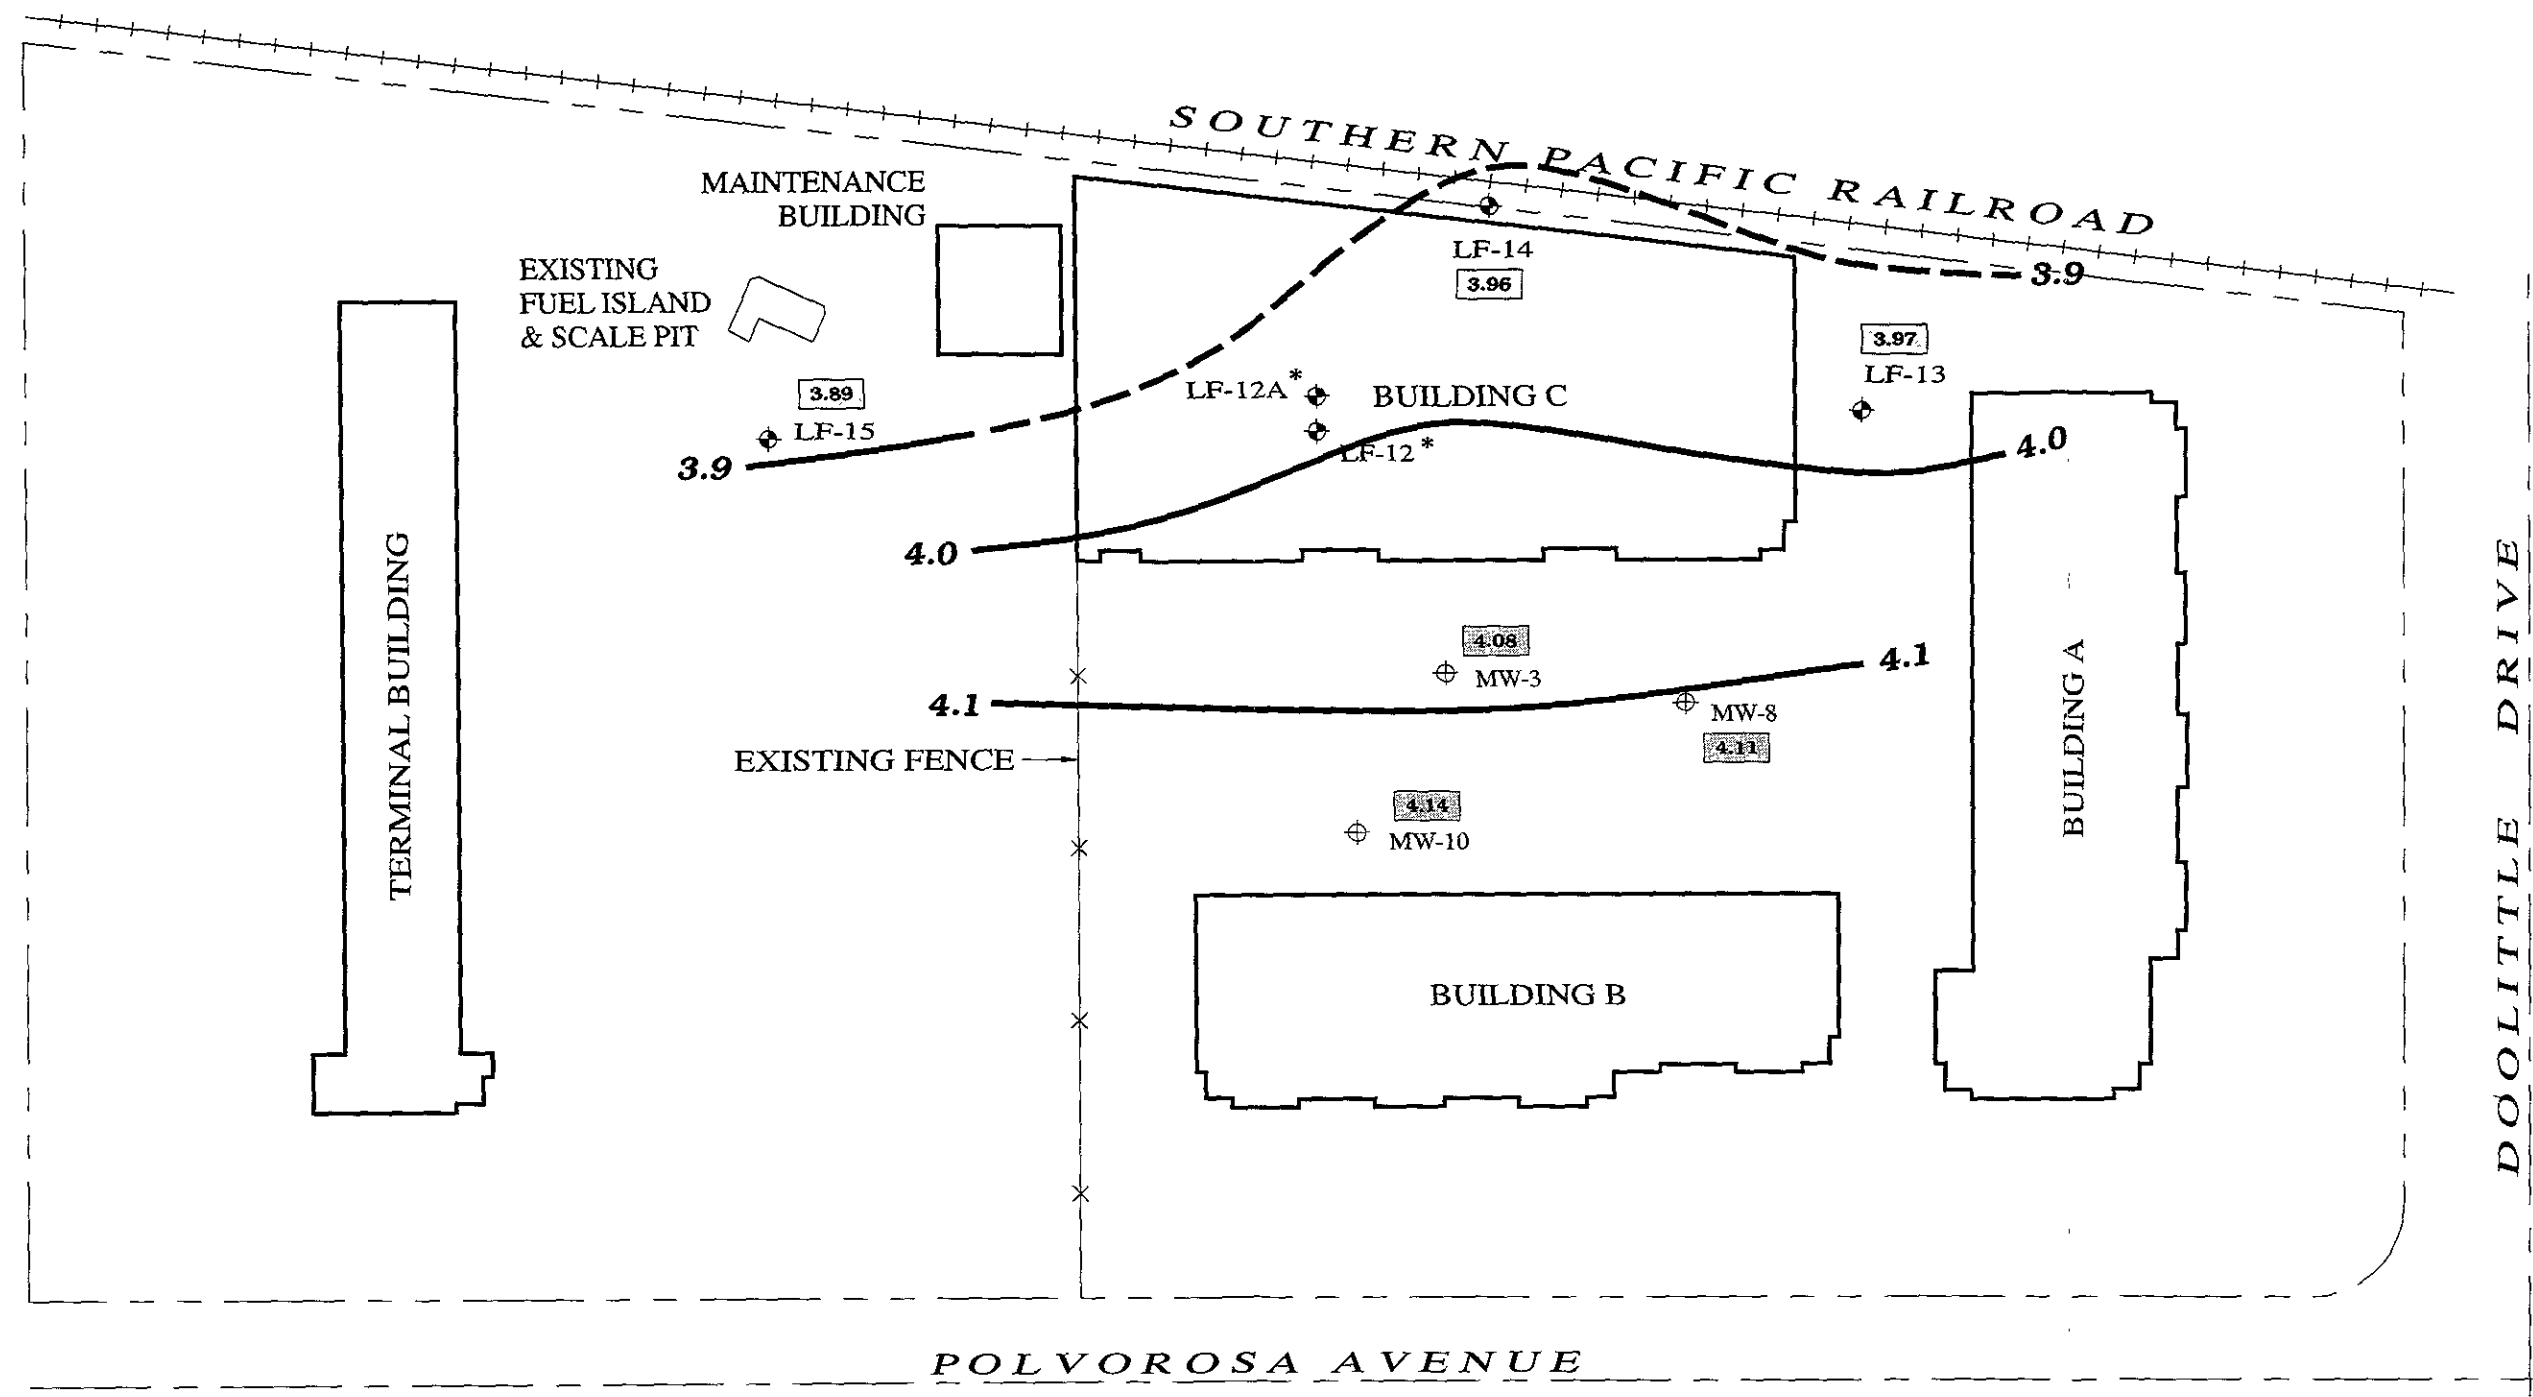 SOUTHERN PACIFIC RAILROAD
MAINTENANCE
BUILDING
EXISTING
FUEL ISLAND
& SCALE PIT
LF-14
3.96
3.9
3.97
LF-13
3.89
LF-15
3.9
LF-12A*
BUILDING C
LF-12*
4.0
4.0
TERMINAL BUILDING
4.08
MW-3
4.1
4.1
MW-8
4.11
EXISTING FENCE
4.14
MW-10
BUILDING A
BUILDING B
DOOLITTLE DRIVE
POLVOROSA AVENUE